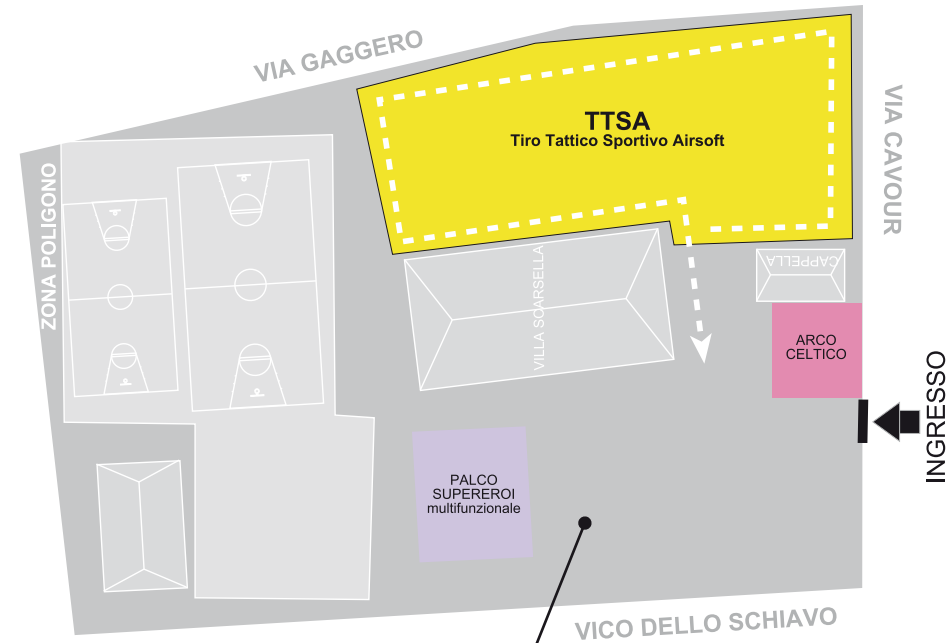 VIA GAGGERO
TTSA
Tiro Tattico Sportivo Airsoft
VIA CAVOUR
ZONA POLIGONO
VILLA SCARSELLA
CAPPELLA
ARCO
CELTICO
INGRESSO
PALCO
SUPEREROI
multifunzionale
VICO DELLO SCHIAVO